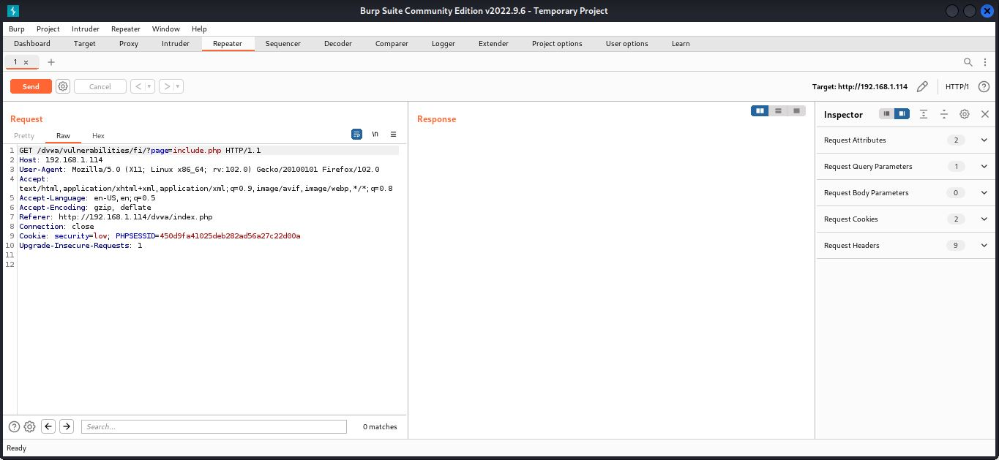 Burp Suite Community Edition v2022.9.6 - Temporary Project
Burp Project Intruder Repeater Window Help
Dashboard Target Proxy Intruder Repeater Sequencer Decoder Comparer Logger Extender Project options User options Learn
1 × +
Send Cancel < > Target: http://192.168.1.114 HTTP/1 ?
Request
Pretty Raw Hex \n
1 GET /dvwa/vulnerabilities/fi/?page=include.php HTTP/1.1
2 Host: 192.168.1.114
3 User-Agent: Mozilla/5.0 (X11; Linux x86_64; rv:102.0) Gecko/20100101 Firefox/102.0
4 Accept:
text/html,application/xhtml+xml,application/xml;q=0.9,image/avif,image/webp,*/*;q=0.8
5 Accept-Language: en-US,en;q=0.5
6 Accept-Encoding: gzip, deflate
7 Referer: http://192.168.1.114/dvwa/index.php
8 Connection: close
9 Cookie: security=low; PHPSESSID=450d9fa41025deb282ad56a27c22d00a
10 Upgrade-Insecure-Requests: 1
11
12
Search... 0 matches
Response
Inspector
Request Attributes 2
Request Query Parameters 1
Request Body Parameters 0
Request Cookies 2
Request Headers 9
Ready